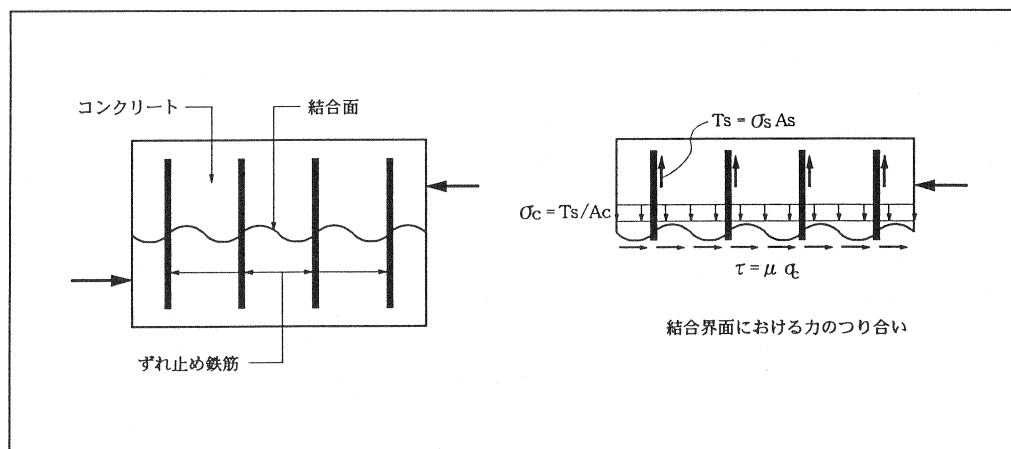 コンクリート
結合面
ずれ止め鉄筋
Ts = σs As
σc = Ts/Ac
τ = μ σc
結合界面における力のつり合い